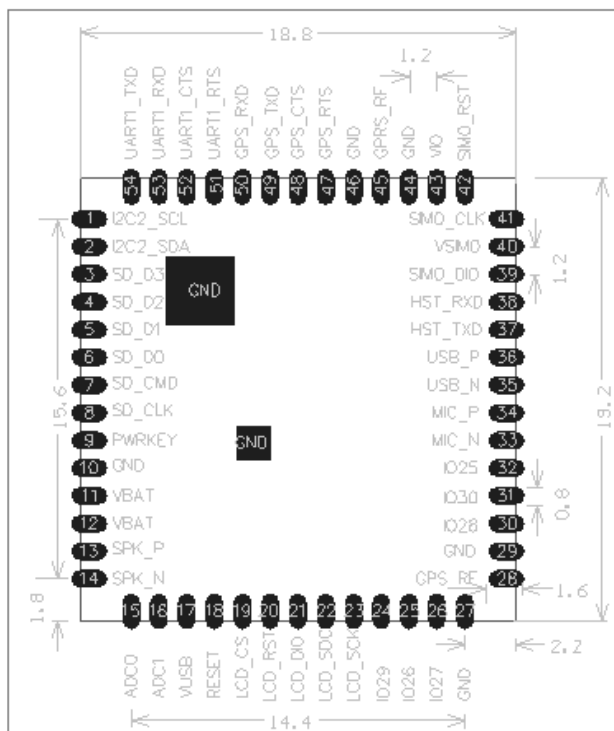 18.8
1.2
UART1_TXD
UART1_RXD
UART1_CTS
UART1_RTS
GPS_RXD
GPS_TXD
GPS_CTS
GPS_RTS
GND
GPRS_RF
GND
VIO
SIM0_RST
54 53 52 51 50 49 48 47 46 45 44 43 42
1 I2C2_SCL
2 I2C2_SDA
3 SD_D3
4 SD_D2
5 SD_D1
6 SD_D0
7 SD_CMD
8 SD_CLK
9 PWRKEY
10 GND
11 VBAT
12 VBAT
13 SPK_P
14 SPK_N
GND
GND
SIM0_CLK 41
VSIM0 40
SIM0_DIO 39
HST_RXD 38
HST_TXD 37
USB_P 36
USB_N 35
MIC_P 34
MIC_N 33
IO25 32
IO30 31
IO28 30
GND 29
GPS_RE 28
15.6
1.8
1.2
19.2
0.8
1.6
2.2
15 16 17 18 19 20 21 22 23 24 25 26 27
ADC0
ADC1
VUSB
RESET
LCD_CS
LCD_RST
LCD_DIO
LCD_SDC
LCD_SCK
IO29
IO26
IO27
GND
14.4